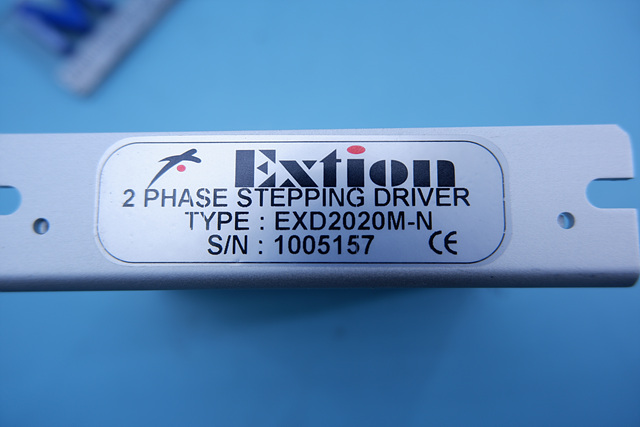 Extion
2 PHASE STEPPING DRIVER
TYPE : EXD2020M-N
S/N : 1005157 CE